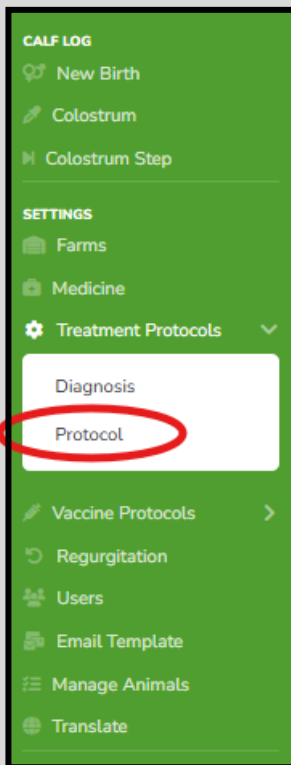 CALF LOG
New Birth
Colostrum
Colostrum Step
SETTINGS
Farms
Medicine
Treatment Protocols
Diagnosis
Protocol
Vaccine Protocols
Regurgitation
Users
Email Template
Manage Animals
Translate